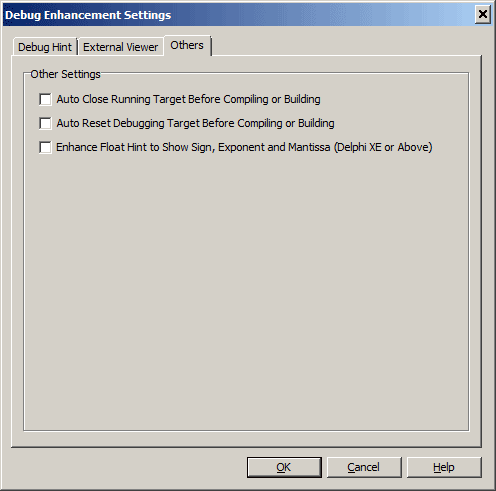 Debug Enhancement Settings
Debug Hint External Viewer Others
Other Settings
Auto Close Running Target Before Compiling or Building
Auto Reset Debugging Target Before Compiling or Building
Enhance Float Hint to Show Sign, Exponent and Mantissa (Delphi XE or Above)
OK Cancel Help